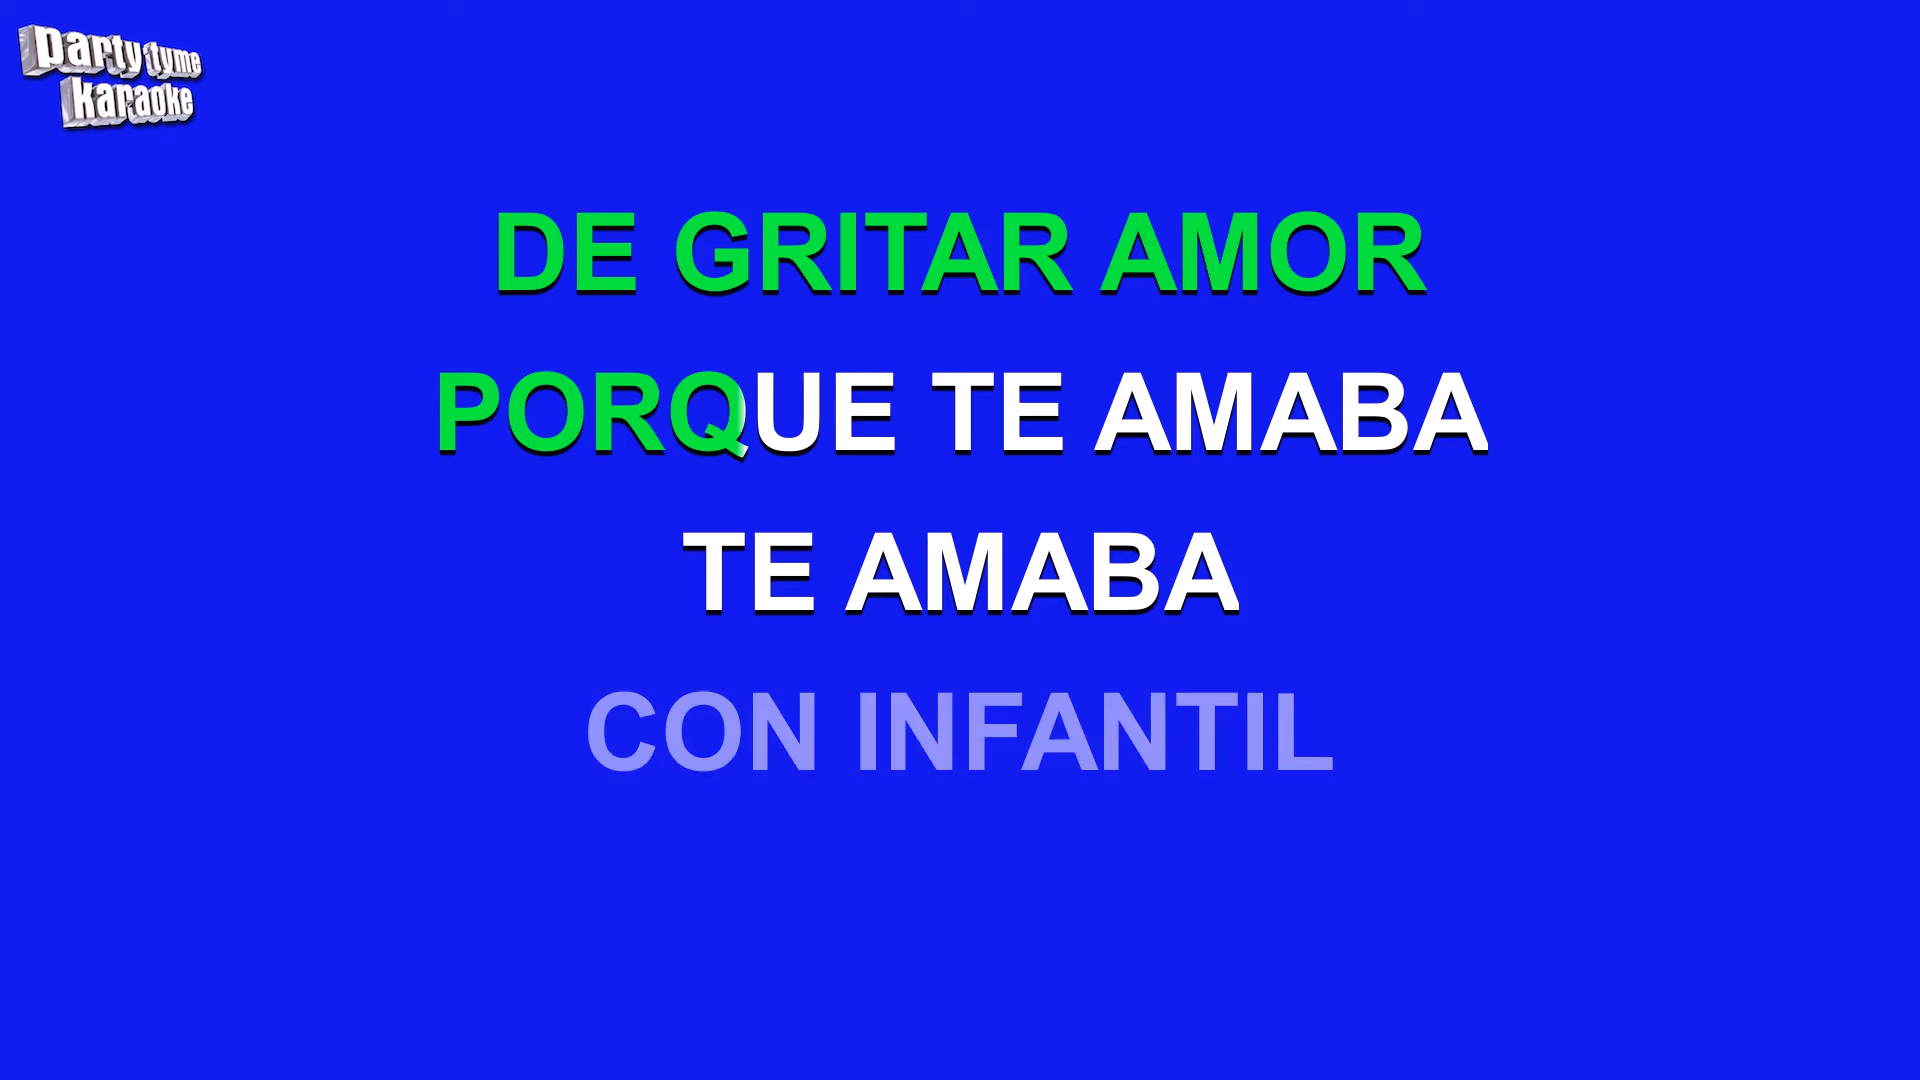 party tyme
karaoke
DE GRITAR AMOR
PORQUE TE AMABA
TE AMABA
CON INFANTIL